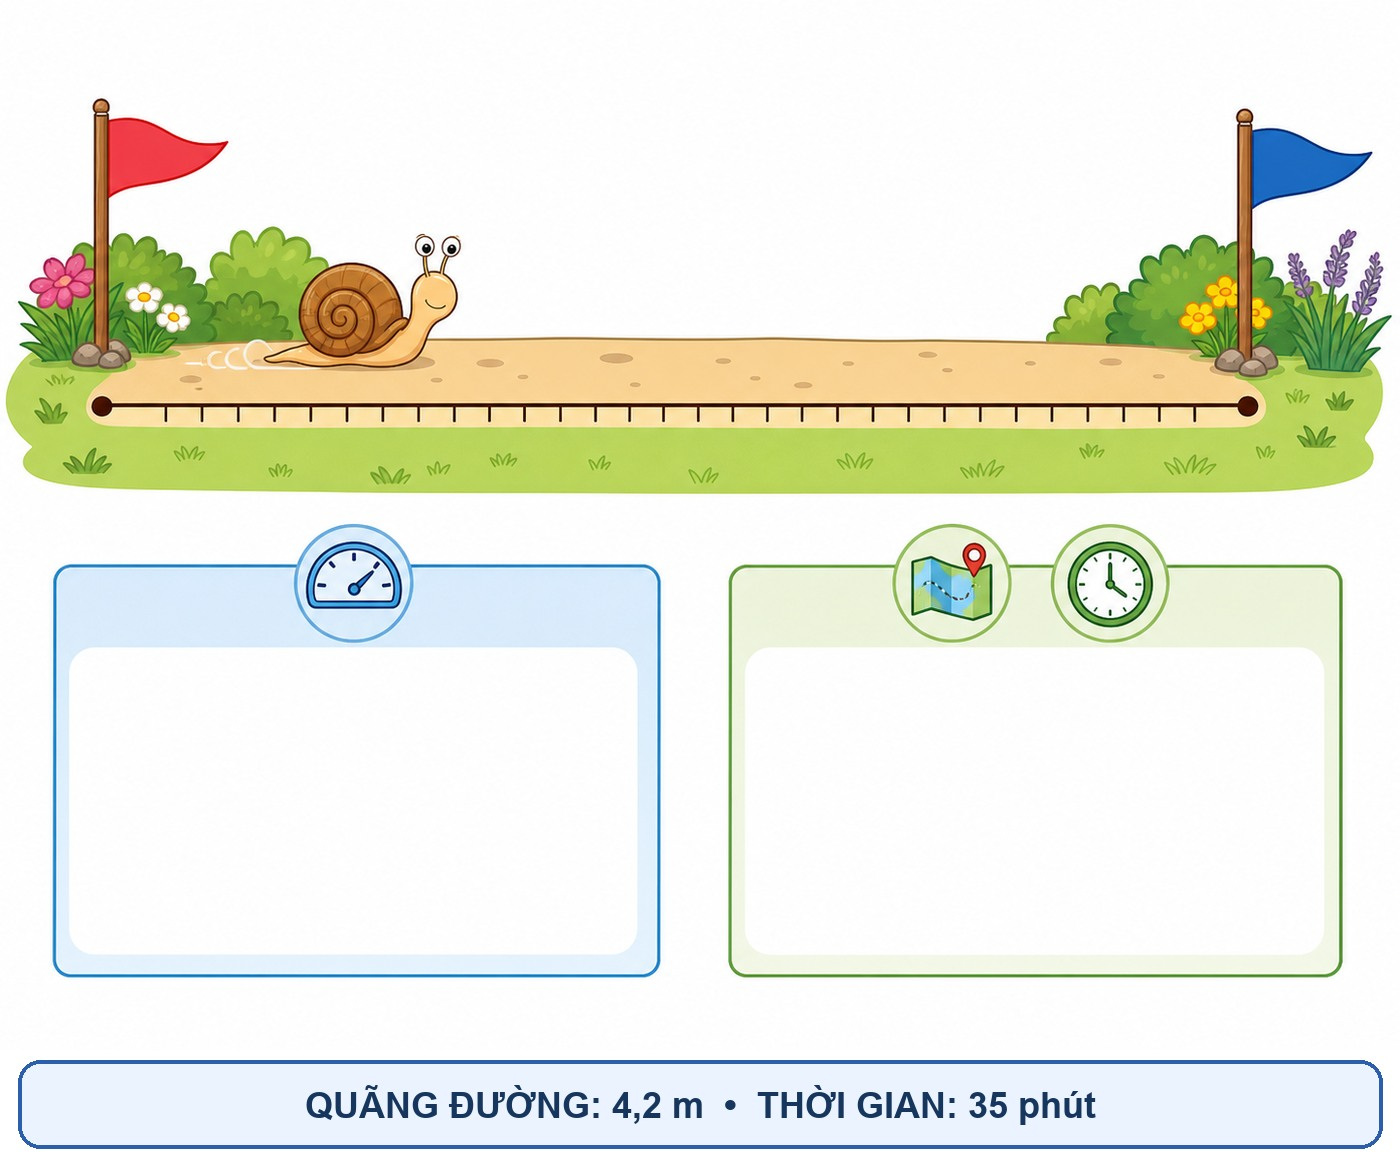 QUÃNG ĐƯỜNG: 4,2 m • THỜI GIAN: 35 phút